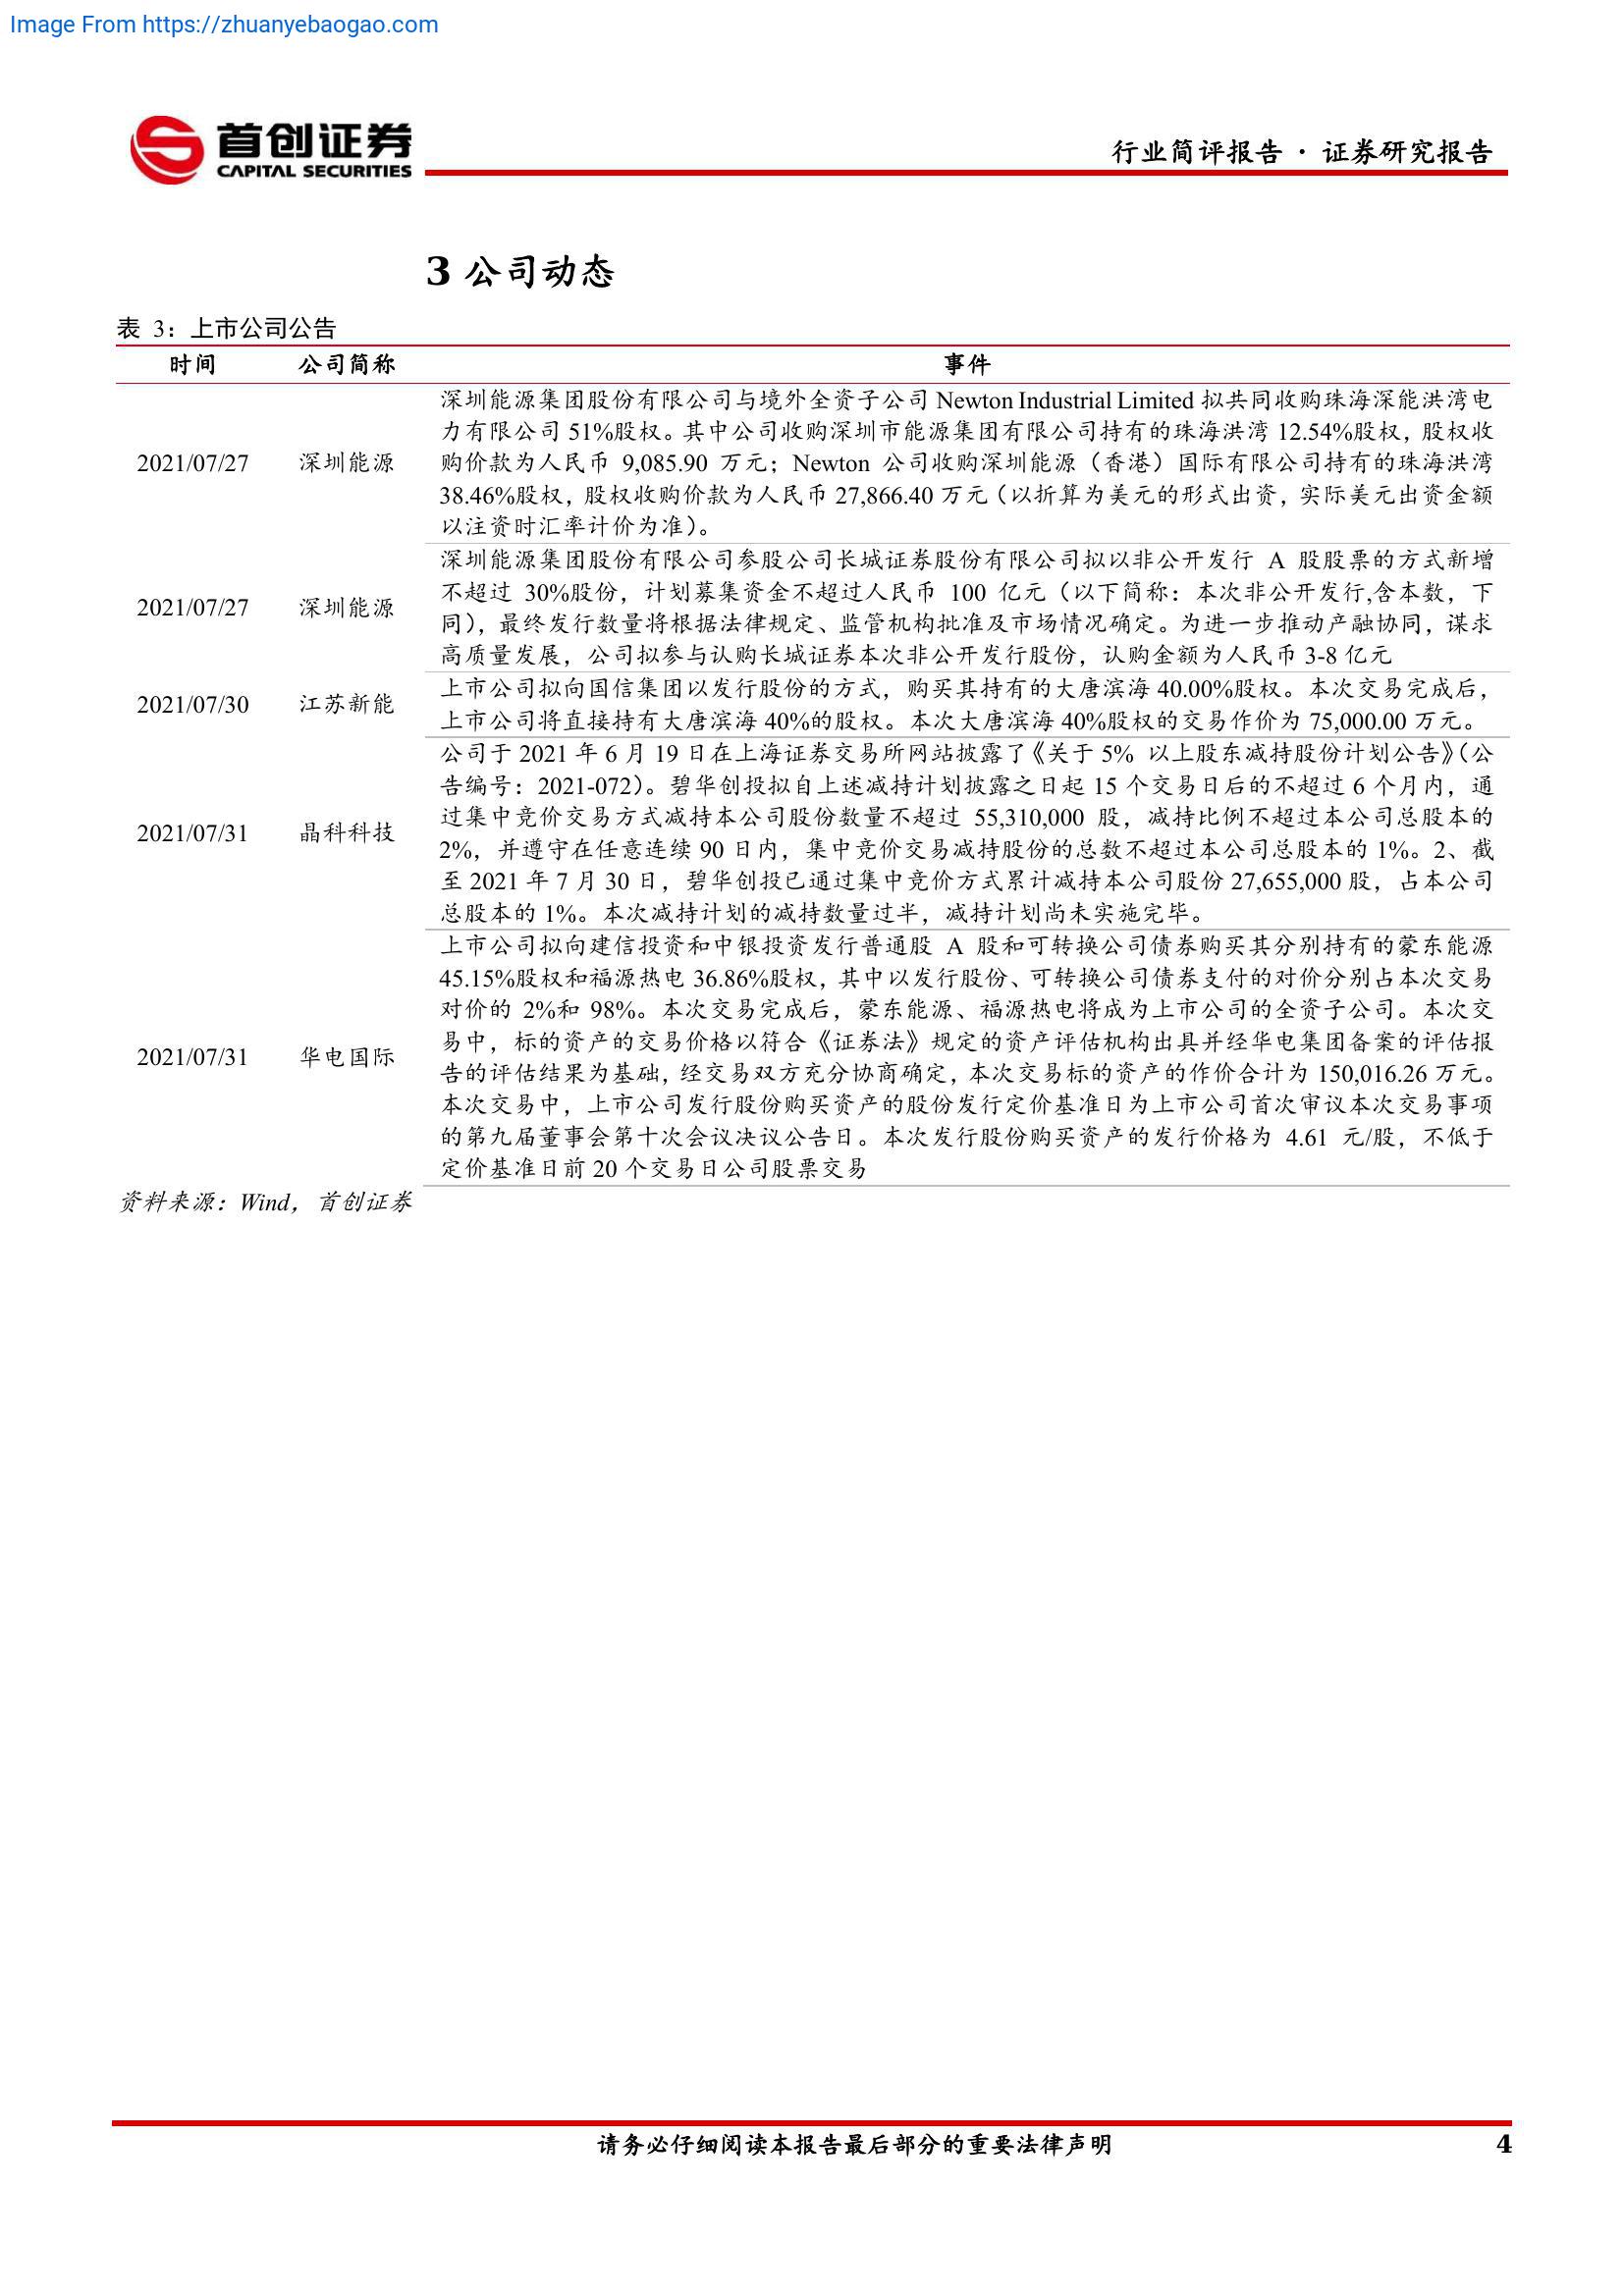 Image From https://zhuanyebaogao.com
首创证券
CAPITAL SECURITIES
行业简评报告 · 证券研究报告
3 公司动态
表 3：上市公司公告
时间 公司简称 事件
深圳能源集团股份有限公司与境外全资子公司 Newton Industrial Limited 拟共同收购珠海深能洪湾电
力有限公司 51%股权。其中公司收购深圳市能源集团有限公司持有的珠海洪湾 12.54%股权，股权收
2021/07/27 深圳能源 购价款为人民币 9,085.90 万元；Newton 公司收购深圳能源（香港）国际有限公司持有的珠海洪湾
38.46%股权，股权收购价款为人民币 27,866.40 万元（以折算为美元的形式出资，实际美元出资金额
以注资时汇率计价为准）。
深圳能源集团股份有限公司参股公司长城证券股份有限公司拟以非公开发行 A 股股票的方式新增
不超过 30%股份，计划募集资金不超过人民币 100 亿元（以下简称：本次非公开发行,含本数，下
2021/07/27 深圳能源 同），最终发行数量将根据法律规定、监管机构批准及市场情况确定。为进一步推动产融协同，谋求
高质量发展，公司拟参与认购长城证券本次非公开发行股份，认购金额为人民币 3-8 亿元
2021/07/30 江苏新能 上市公司拟向国信集团以发行股份的方式，购买其持有的大唐滨海 40.00%股权。本次交易完成后，
上市公司将直接持有大唐滨海 40%的股权。本次大唐滨海 40%股权的交易作价为 75,000.00 万元。
公司于 2021 年 6 月 19 日在上海证券交易所网站披露了《关于 5% 以上股东减持股份计划公告》（公
告编号：2021-072）。碧华创投拟自上述减持计划披露之日起 15 个交易日后的不超过 6 个月内，通
过集中竞价交易方式减持本公司股份数量不超过 55,310,000 股，减持比例不超过本公司总股本的
2021/07/31 晶科科技 2%，并遵守在任意连续 90 日内，集中竞价交易减持股份的总数不超过本公司总股本的 1%。2、截
至 2021 年 7 月 30 日，碧华创投已通过集中竞价方式累计减持本公司股份 27,655,000 股，占本公司
总股本的 1%。本次减持计划的减持数量过半，减持计划尚未实施完毕。
上市公司拟向建信投资和中银投资发行普通股 A 股和可转换公司债券购买其分别持有的蒙东能源
45.15%股权和福源热电 36.86%股权，其中以发行股份、可转换公司债券支付的对价分别占本次交易
对价的 2%和 98%。本次交易完成后，蒙东能源、福源热电将成为上市公司的全资子公司。本次交
易中，标的资产的交易价格以符合《证券法》规定的资产评估机构出具并经华电集团备案的评估报
2021/07/31 华电国际 告的评估结果为基础，经交易双方充分协商确定，本次交易标的资产的作价合计为 150,016.26 万元。
本次交易中，上市公司发行股份购买资产的股份发行定价基准日为上市公司首次审议本次交易事项
的第九届董事会第十次会议决议公告日。本次发行股份购买资产的发行价格为 4.61 元/股，不低于
定价基准日前 20 个交易日公司股票交易
资料来源：Wind，首创证券
请务必仔细阅读本报告最后部分的重要法律声明 4